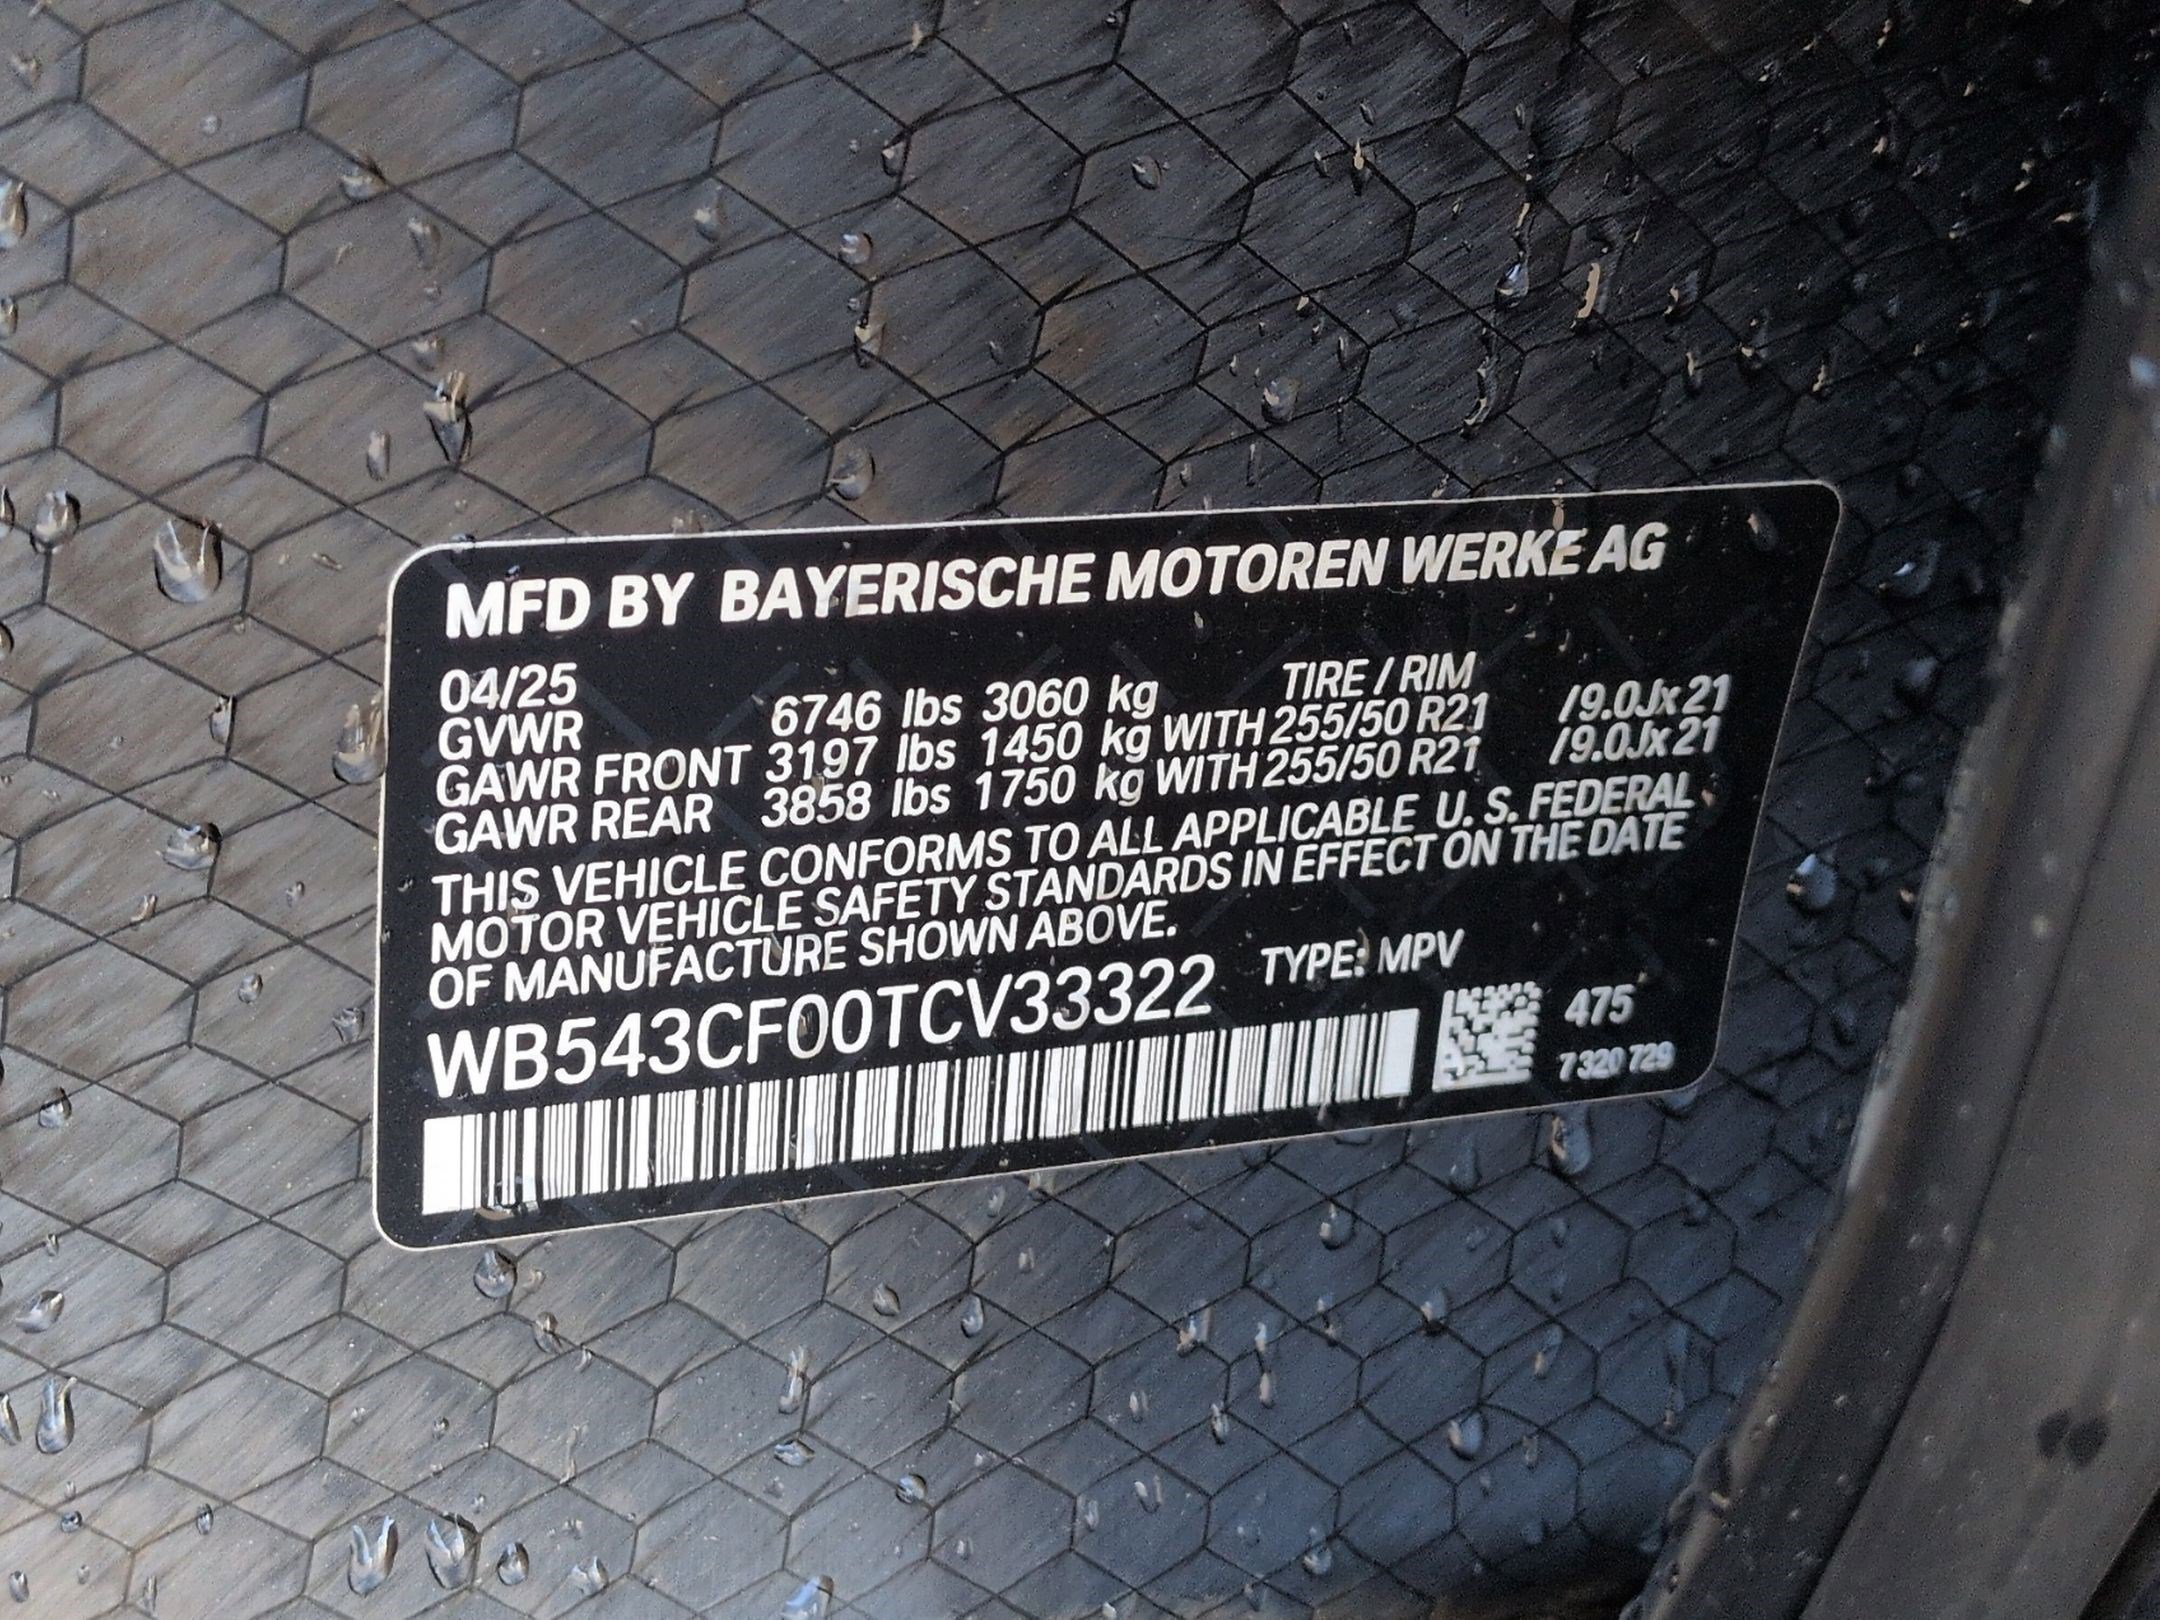 MFD BY BAYERISCHE MOTOREN WERKE AG
04/25 TIRE / RIM
GVWR 6746 lbs 3060 kg
GAWR FRONT 3197 lbs 1450 kg WITH 255/50 R21 /9.0Jx21
GAWR REAR 3858 lbs 1750 kg WITH 255/50 R21 /9.0Jx21
THIS VEHICLE CONFORMS TO ALL APPLICABLE U. S. FEDERAL
MOTOR VEHICLE SAFETY STANDARDS IN EFFECT ON THE DATE
OF MANUFACTURE SHOWN ABOVE.
WB543CF00TCV33322 TYPE: MPV
475
7 320 729